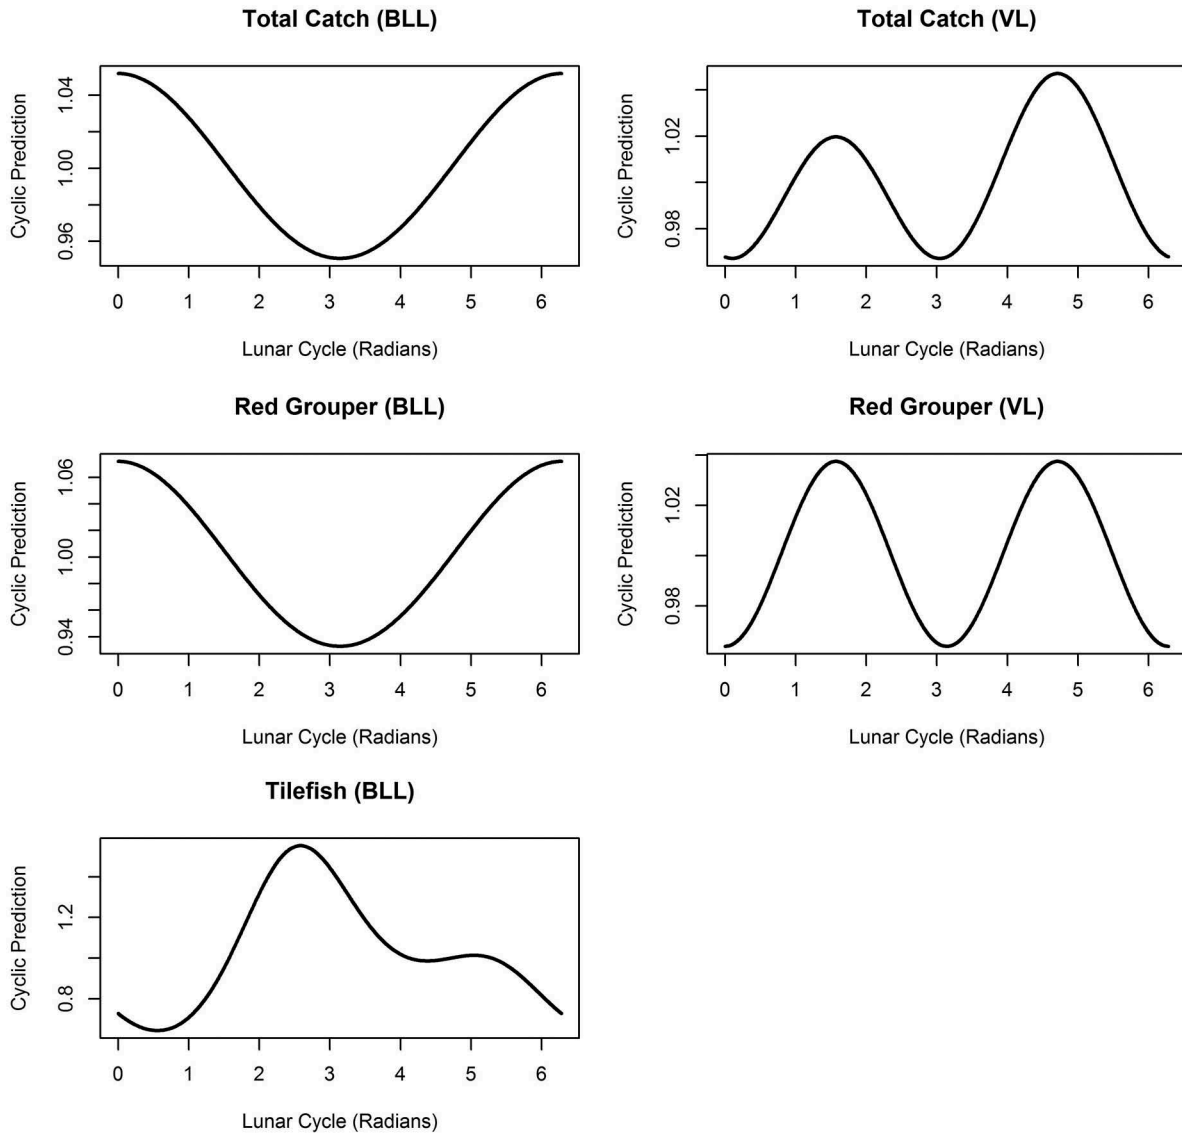 Total Catch (BLL)
Cyclic Prediction
1.04
1.00
0.96
0 1 2 3 4 5 6
Lunar Cycle (Radians)
Total Catch (VL)
Cyclic Prediction
1.02
0.98
0 1 2 3 4 5 6
Lunar Cycle (Radians)
Red Grouper (BLL)
Cyclic Prediction
1.06
1.00
0.94
0 1 2 3 4 5 6
Lunar Cycle (Radians)
Red Grouper (VL)
Cyclic Prediction
1.02
0.98
0 1 2 3 4 5 6
Lunar Cycle (Radians)
Tilefish (BLL)
Cyclic Prediction
1.2
0.8
0 1 2 3 4 5 6
Lunar Cycle (Radians)